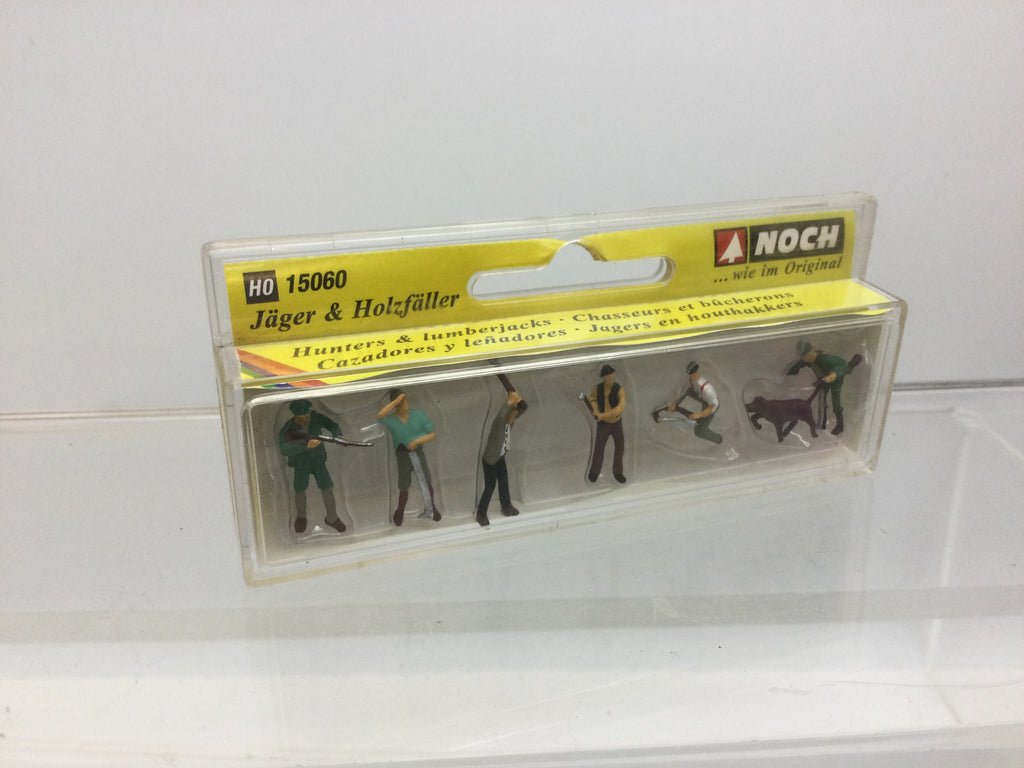 HO 15060
Jäger & Holzfäller
NOCH
... wie im Original
Hunters & lumberjacks · Chasseurs et bûcherons
Cazadores y leñadores · Jagers en houthakkers